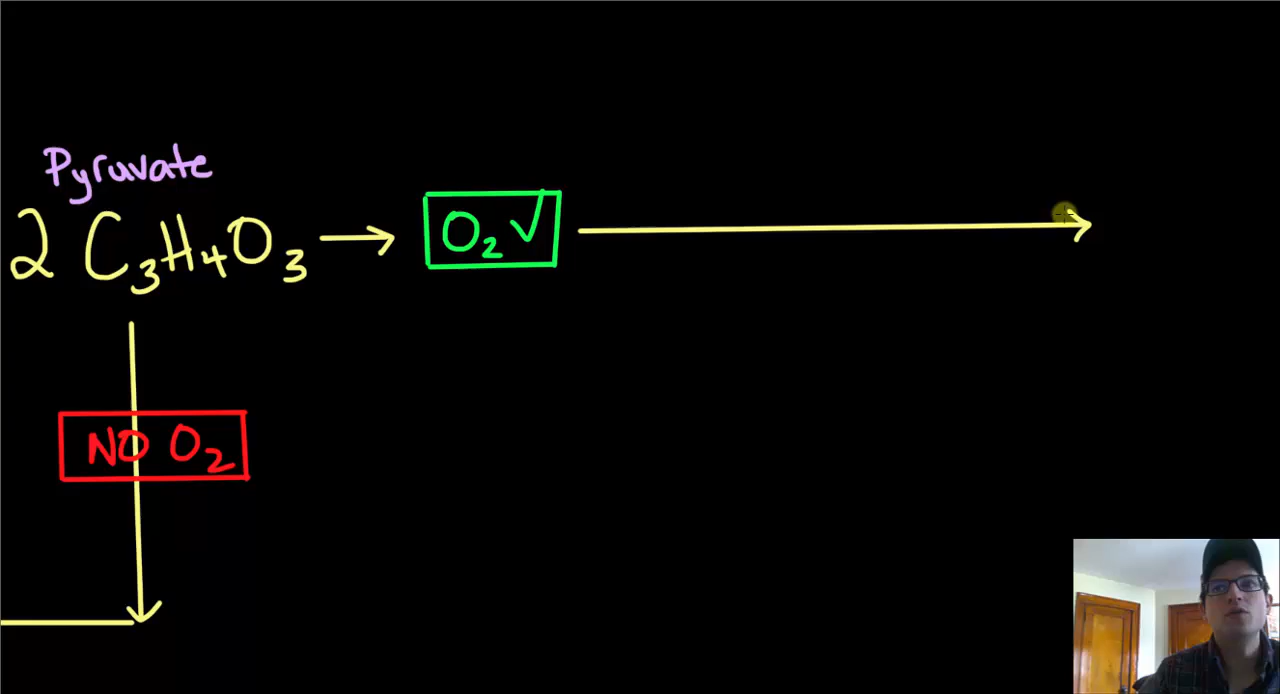 Pyruvate
2 C₃H₄O₃ → O₂ ✓
NO O₂